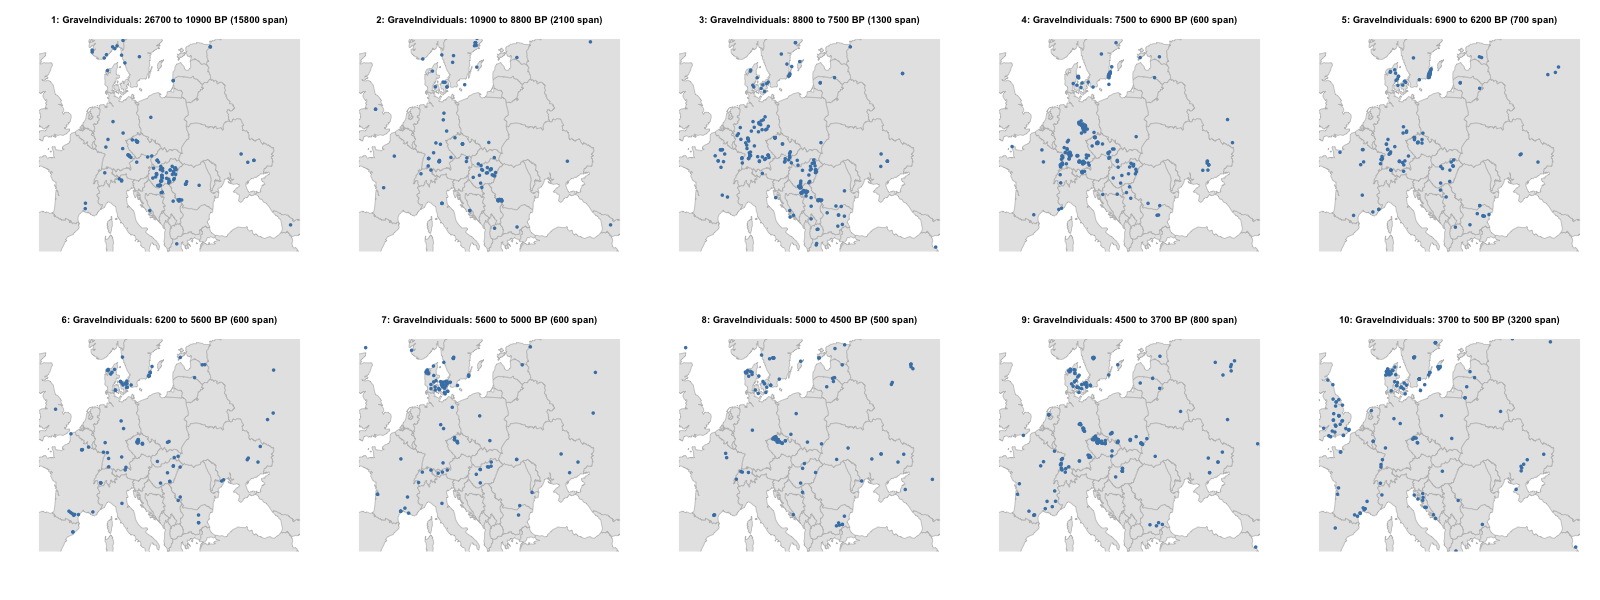 1: GraveIndividuals: 26700 to 10900 BP (15800 span)
2: GraveIndividuals: 10900 to 8800 BP (2100 span)
3: GraveIndividuals: 8800 to 7500 BP (1300 span)
4: GraveIndividuals: 7500 to 6900 BP (600 span)
5: GraveIndividuals: 6900 to 6200 BP (700 span)
6: GraveIndividuals: 6200 to 5600 BP (600 span)
7: GraveIndividuals: 5600 to 5000 BP (600 span)
8: GraveIndividuals: 5000 to 4500 BP (500 span)
9: GraveIndividuals: 4500 to 3700 BP (800 span)
10: GraveIndividuals: 3700 to 500 BP (3200 span)